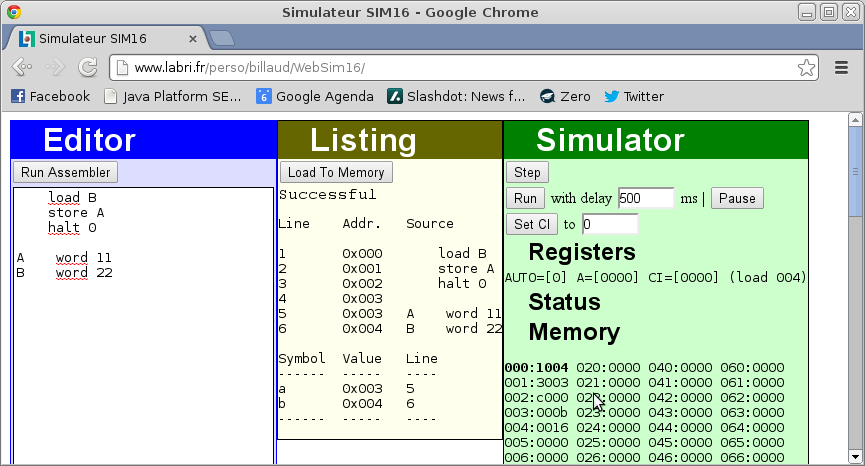 Simulateur SIM16 - Google Chrome
Simulateur SIM16
www.labri.fr/perso/billaud/WebSim16/
Facebook Java Platform SE... Google Agenda Slashdot: News f... Zero Twitter
Editor
Run Assembler
load B
store A
halt 0
A word 11
B word 22
Listing
Load To Memory
Successful
Line Addr. Source
1 0x000 load B
2 0x001 store A
3 0x002 halt 0
4 0x003
5 0x003 A word 11
6 0x004 B word 22
Symbol Value Line
------ ----- ----
a 0x003 5
b 0x004 6
------ ----- ----
Simulator
Step
Run with delay 500 ms | Pause
Set CI to 0
Registers
AUTO=[0] A=[0000] CI=[0000] (load 004)
Status
Memory
000:1004 020:0000 040:0000 060:0000
001:3003 021:0000 041:0000 061:0000
002:c000 022:0000 042:0000 062:0000
003:000b 023:0000 043:0000 063:0000
004:0016 024:0000 044:0000 064:0000
005:0000 025:0000 045:0000 065:0000
006:0000 026:0000 046:0000 066:0000